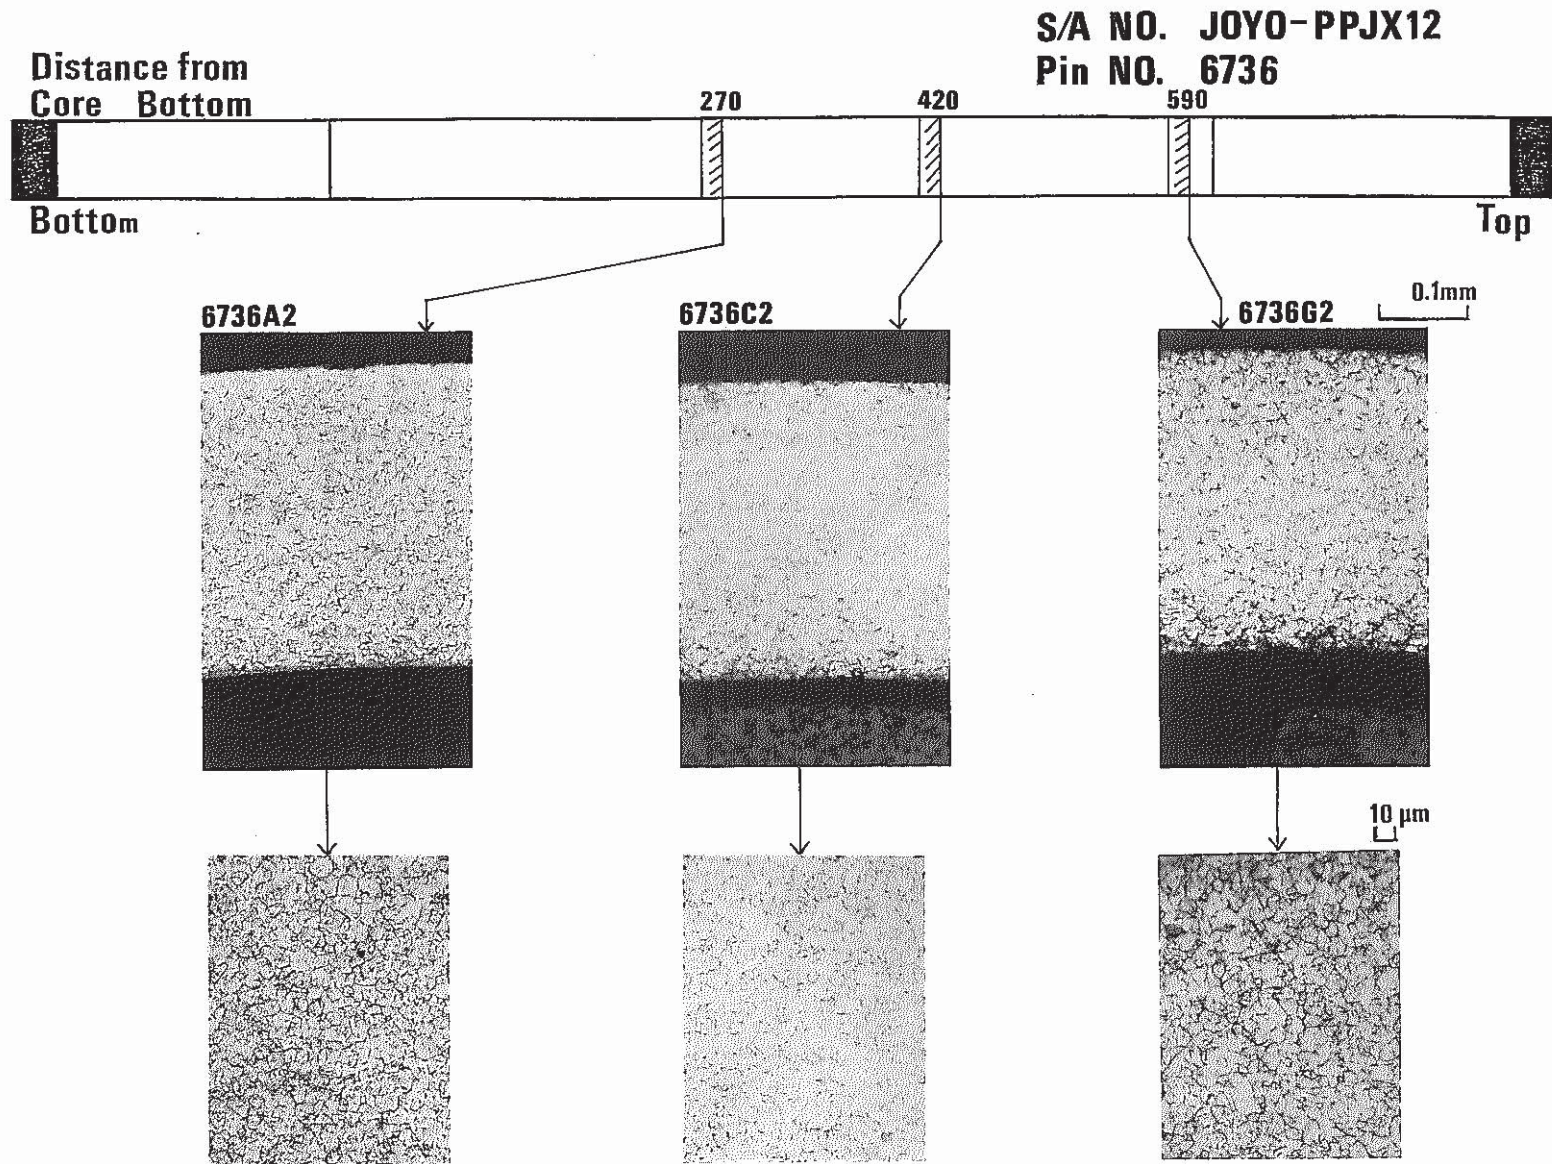 S/A NO. JOYO-PPJX12
Pin NO. 6736
Distance from
Core Bottom
270
420
590
Bottom
Top
6736A2
6736C2
6736G2
0.1mm
10 μm